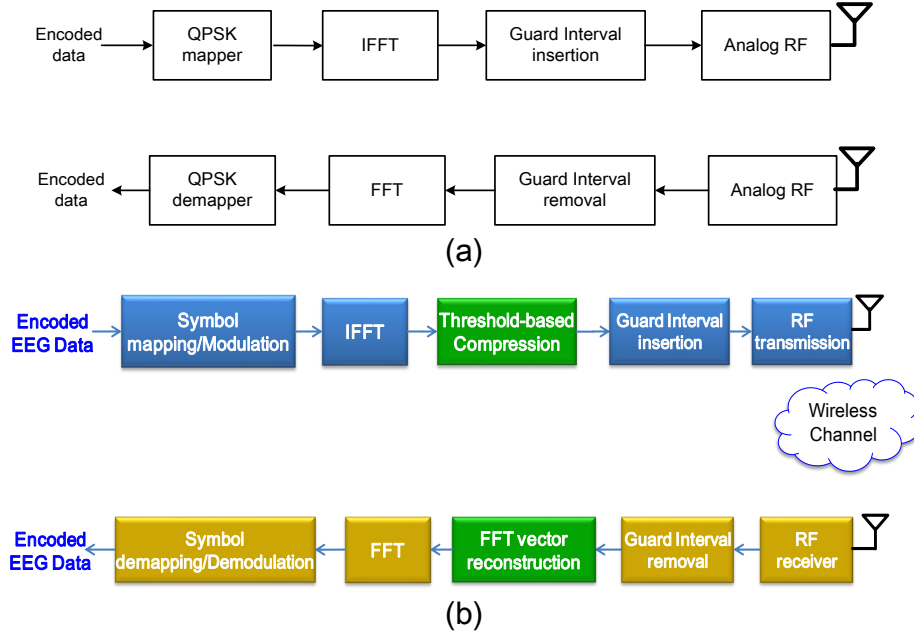 Encoded
data
QPSK
mapper
IFFT
Guard Interval
insertion
Analog RF
Encoded
data
QPSK
demapper
FFT
Guard Interval
removal
Analog RF
(a)
Encoded
EEG Data
Symbol
mapping/Modulation
IFFT
Threshold-based
Compression
Guard Interval
insertion
RF
transmission
Wireless
Channel
Encoded
EEG Data
Symbol
demapping/Demodulation
FFT
FFT vector
reconstruction
Guard Interval
removal
RF
receiver
(b)